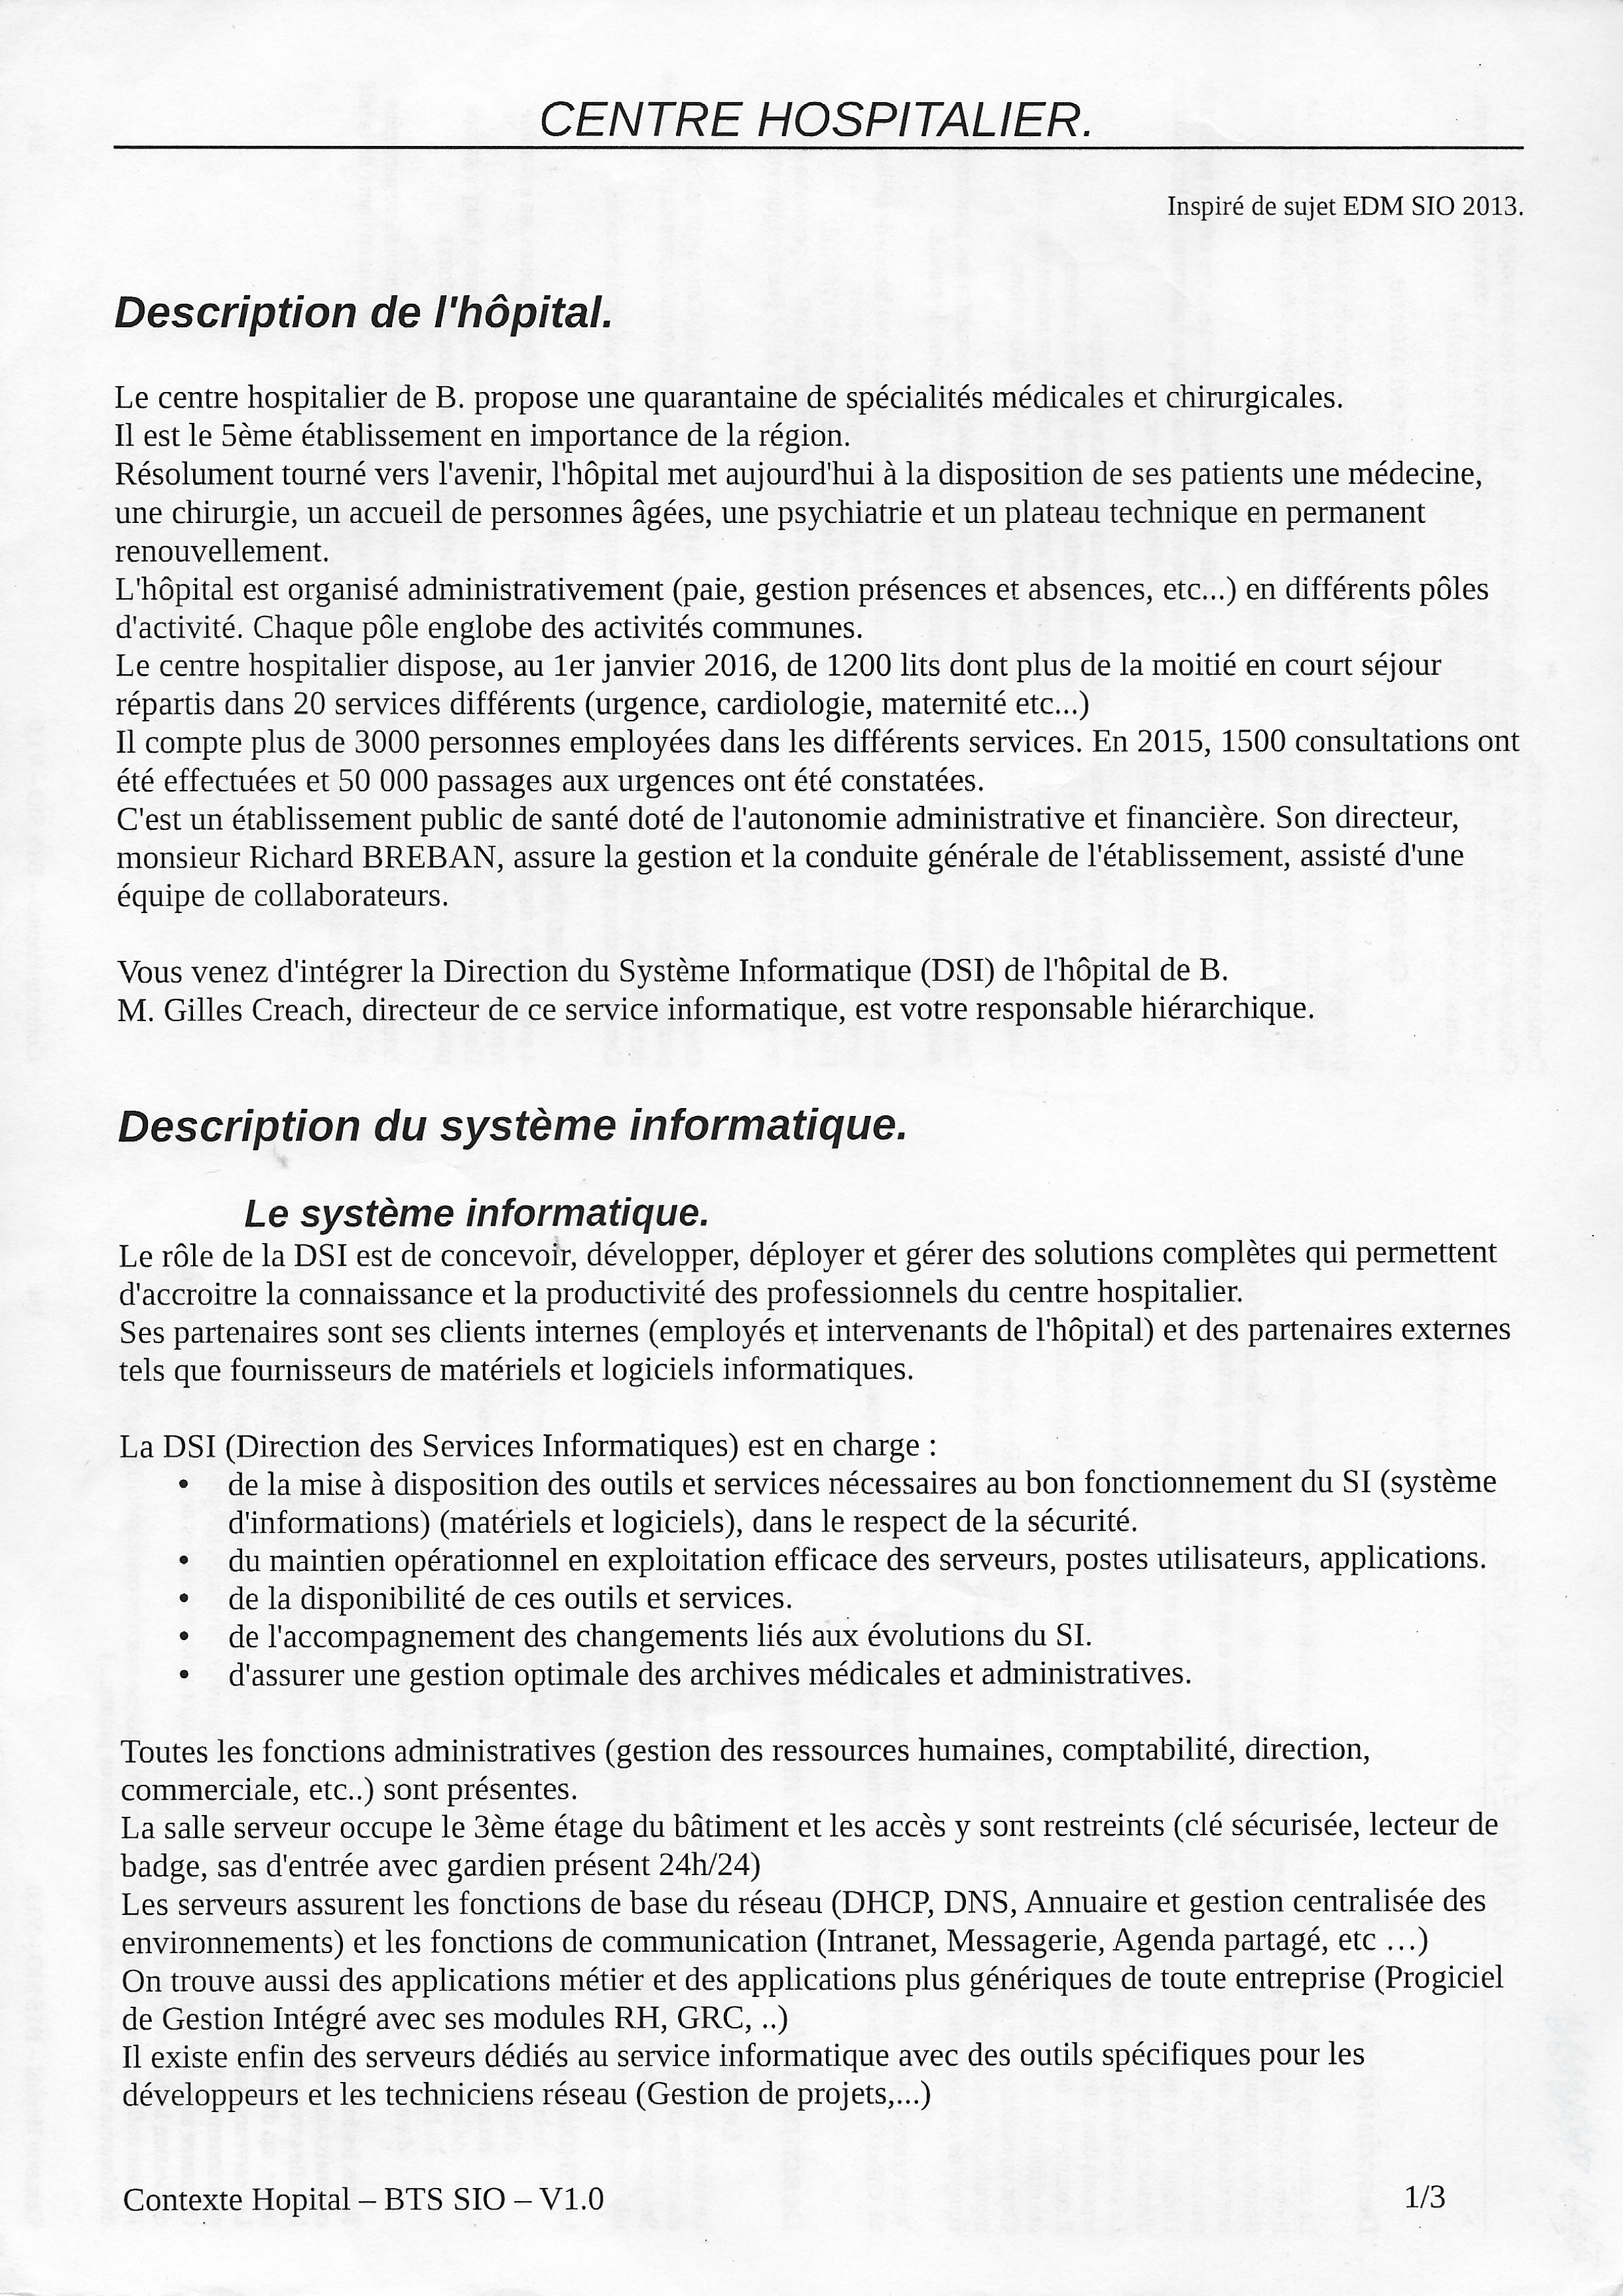 CENTRE HOSPITALIER.
Inspiré de sujet EDM SIO 2013.
Description de l'hôpital.
Le centre hospitalier de B. propose une quarantaine de spécialités médicales et chirurgicales.
Il est le 5ème établissement en importance de la région.
Résolument tourné vers l'avenir, l'hôpital met aujourd'hui à la disposition de ses patients une médecine,
une chirurgie, un accueil de personnes âgées, une psychiatrie et un plateau technique en permanent
renouvellement.
L'hôpital est organisé administrativement (paie, gestion présences et absences, etc...) en différents pôles
d'activité. Chaque pôle englobe des activités communes.
Le centre hospitalier dispose, au 1er janvier 2016, de 1200 lits dont plus de la moitié en court séjour
répartis dans 20 services différents (urgence, cardiologie, maternité etc...)
Il compte plus de 3000 personnes employées dans les différents services. En 2015, 1500 consultations ont
été effectuées et 50 000 passages aux urgences ont été constatées.
C'est un établissement public de santé doté de l'autonomie administrative et financière. Son directeur,
monsieur Richard BREBAN, assure la gestion et la conduite générale de l'établissement, assisté d'une
équipe de collaborateurs.
Vous venez d'intégrer la Direction du Système Informatique (DSI) de l'hôpital de B.
M. Gilles Creach, directeur de ce service informatique, est votre responsable hiérarchique.
Description du système informatique.
Le système informatique.
Le rôle de la DSI est de concevoir, développer, déployer et gérer des solutions complètes qui permettent
d'accroitre la connaissance et la productivité des professionnels du centre hospitalier.
Ses partenaires sont ses clients internes (employés et intervenants de l'hôpital) et des partenaires externes
tels que fournisseurs de matériels et logiciels informatiques.
La DSI (Direction des Services Informatiques) est en charge :
• de la mise à disposition des outils et services nécessaires au bon fonctionnement du SI (système
d'informations) (matériels et logiciels), dans le respect de la sécurité.
• du maintien opérationnel en exploitation efficace des serveurs, postes utilisateurs, applications.
• de la disponibilité de ces outils et services.
• de l'accompagnement des changements liés aux évolutions du SI.
• d'assurer une gestion optimale des archives médicales et administratives.
Toutes les fonctions administratives (gestion des ressources humaines, comptabilité, direction,
commerciale, etc..) sont présentes.
La salle serveur occupe le 3ème étage du bâtiment et les accès y sont restreints (clé sécurisée, lecteur de
badge, sas d'entrée avec gardien présent 24h/24)
Les serveurs assurent les fonctions de base du réseau (DHCP, DNS, Annuaire et gestion centralisée des
environnements) et les fonctions de communication (Intranet, Messagerie, Agenda partagé, etc …)
On trouve aussi des applications métier et des applications plus génériques de toute entreprise (Progiciel
de Gestion Intégré avec ses modules RH, GRC, ..)
Il existe enfin des serveurs dédiés au service informatique avec des outils spécifiques pour les
développeurs et les techniciens réseau (Gestion de projets,...)
Contexte Hopital – BTS SIO – V1.0
1/3